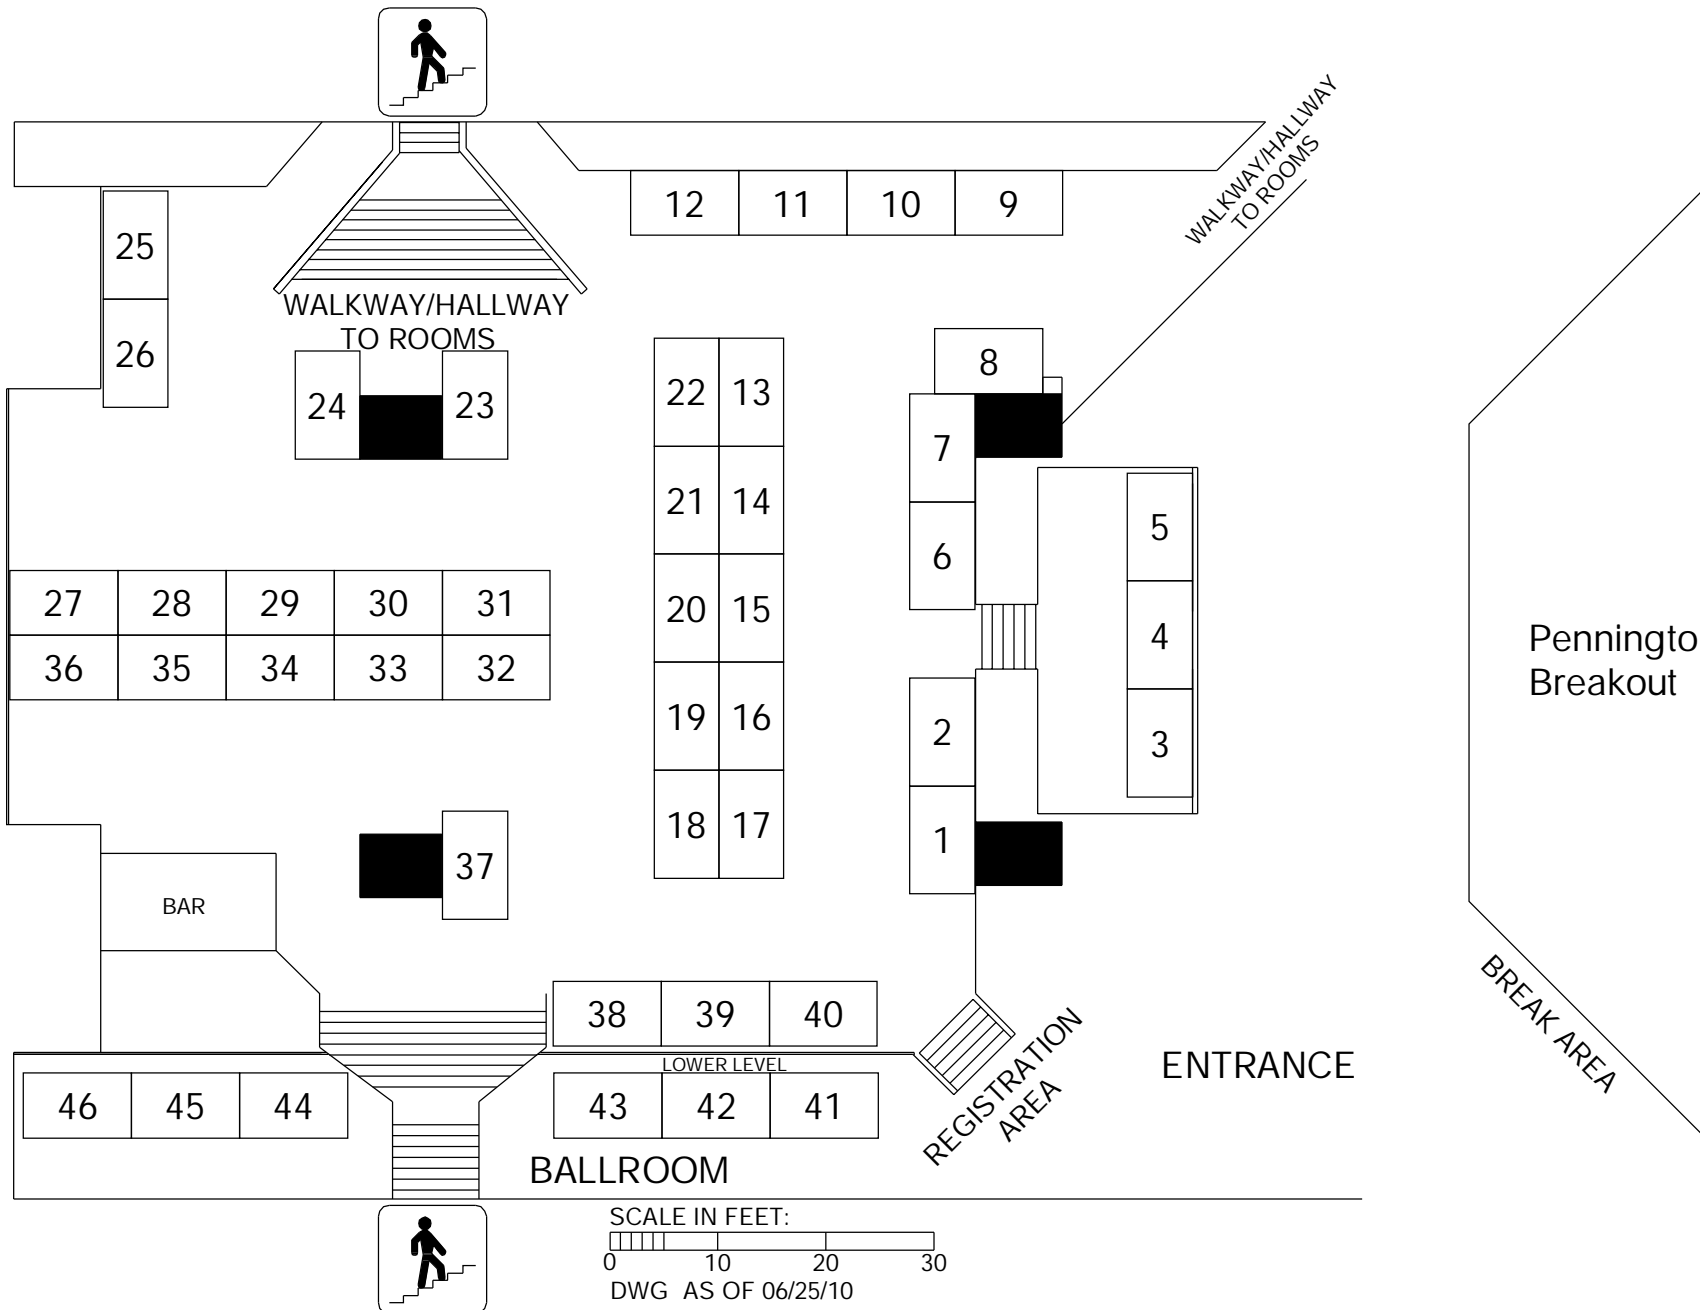 WALKWAY/HALLWAY
TO ROOMS
12 11 10 9
25
26
WALKWAY/HALLWAY
TO ROOMS
24 23
22 13
21 14
20 15
19 16
18 17
8
7
6
5
4
3
2
1
27 28 29 30 31
36 35 34 33 32
Penningto
Breakout
37
BAR
38 39 40
LOWER LEVEL
46 45 44
43 42 41
REGISTRATION
AREA
ENTRANCE
BREAK AREA
BALLROOM
SCALE IN FEET:
0 10 20 30
DWG AS OF 06/25/10